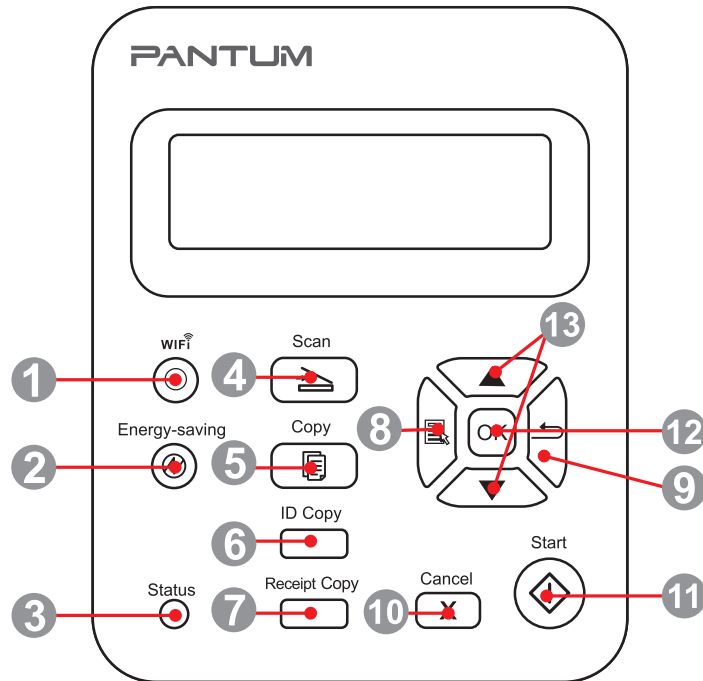 PANTUM
WiFi
Scan
13
1
4
8
OK
12
Energy-saving
Copy
2
5
9
ID Copy
6
Start
Status
Receipt Copy
Cancel
3
7
10
X
11